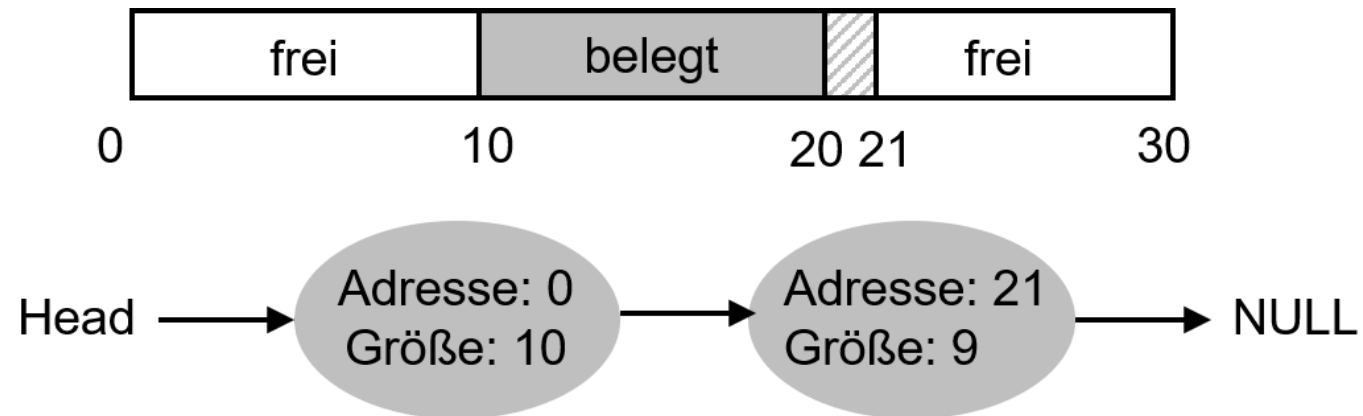 frei belegt frei
0 10 20 21 30
Adresse: 0
Größe: 10
Adresse: 21
Größe: 9
Head
NULL